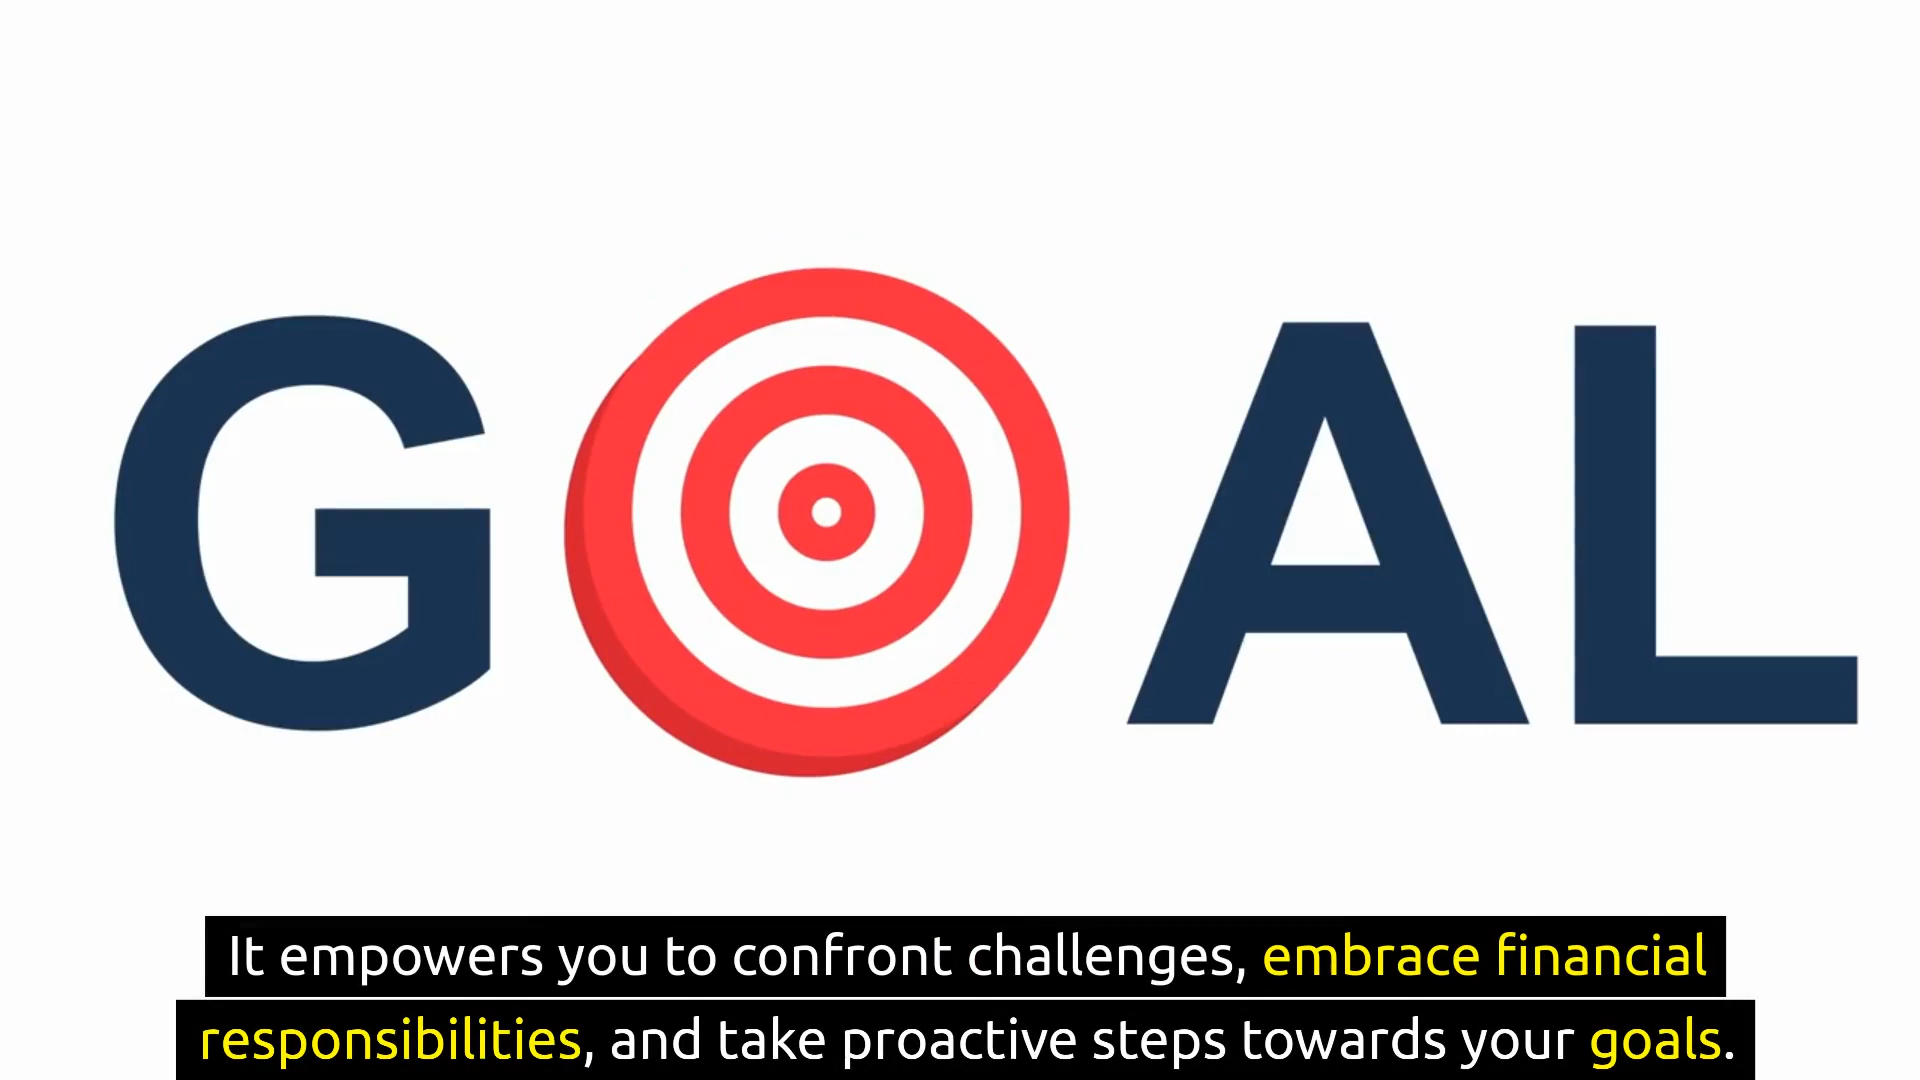 GOAL
It empowers you to confront challenges, embrace financial
responsibilities, and take proactive steps towards your goals.